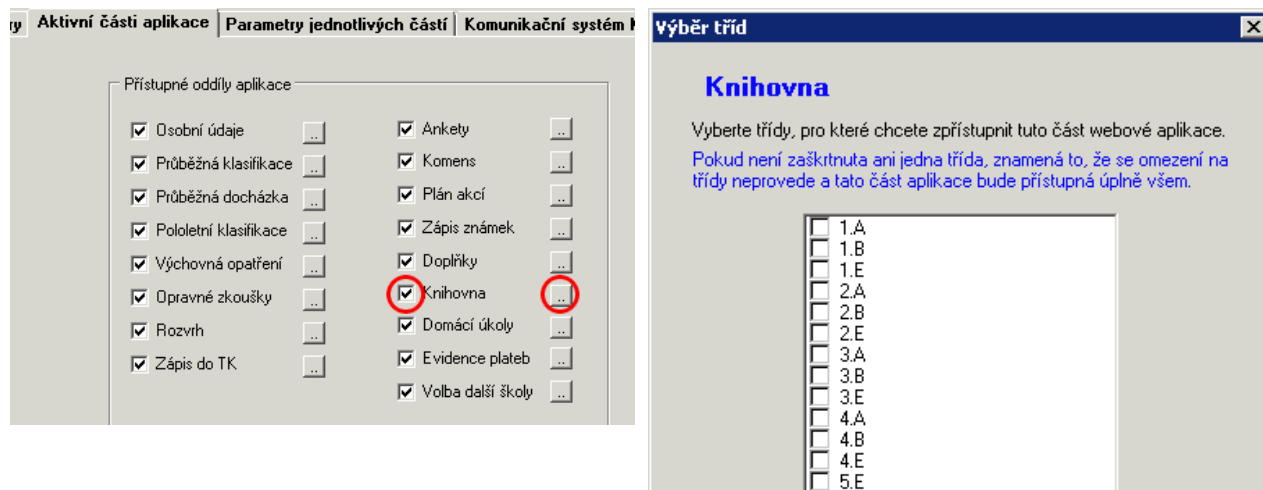 ry Aktivní části aplikace Parametry jednotlivých částí Komunikační systém K
Přístupné oddíly aplikace
Osobní údaje ..
Průběžná klasifikace ..
Průběžná docházka ..
Pololetní klasifikace ..
Výchovná opatření ..
Opravné zkoušky ..
Rozvrh ..
Zápis do TK ..
Ankety ..
Komens ..
Plán akcí ..
Zápis známek ..
Doplňky ..
Knihovna ..
Domácí úkoly ..
Evidence plateb ..
Volba další školy ..
Výběr tříd
Knihovna
Vyberte třídy, pro které chcete zpřístupnit tuto část webové aplikace.
Pokud není zaškrtnuta ani jedna třída, znamená to, že se omezení na
třídy neprovede a tato část aplikace bude přístupná úplně všem.
1.A
1.B
1.E
2.A
2.B
2.E
3.A
3.B
3.E
4.A
4.B
4.E
5.E